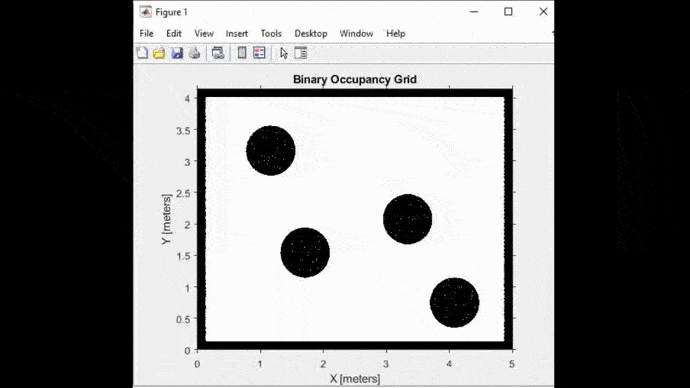 Figure 1
File Edit View Insert Tools Desktop Window Help
Binary Occupancy Grid
4
3.5
3
2.5
2
1.5
1
0.5
0
Y [meters]
0 1 2 3 4 5
X [meters]